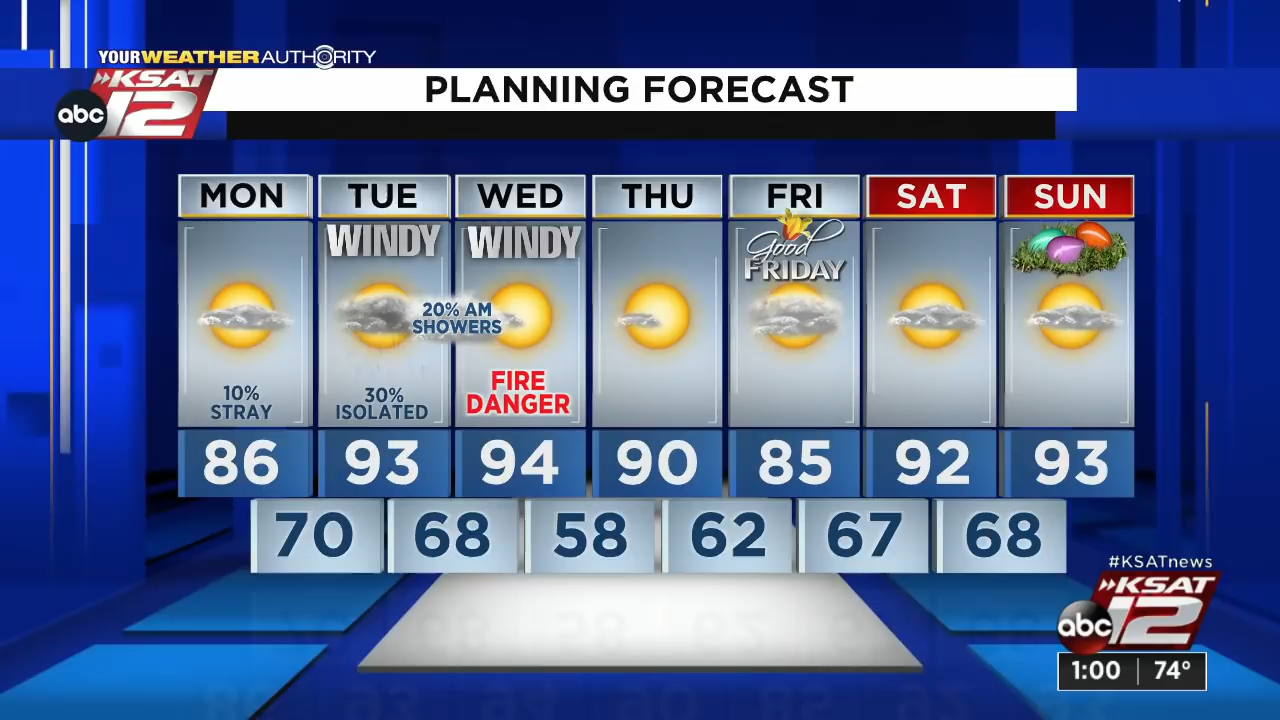 YOURWEATHERAUTHORITY
KSAT
abc 12
PLANNING FORECAST
MON TUE WED THU FRI SAT SUN
WINDY WINDY Good
FRIDAY
20% AM
SHOWERS
10%
STRAY
30%
ISOLATED
FIRE
DANGER
86 93 94 90 85 92 93
70 68 58 62 67 68
#KSATnews
KSAT
abc 12
1:00 74°